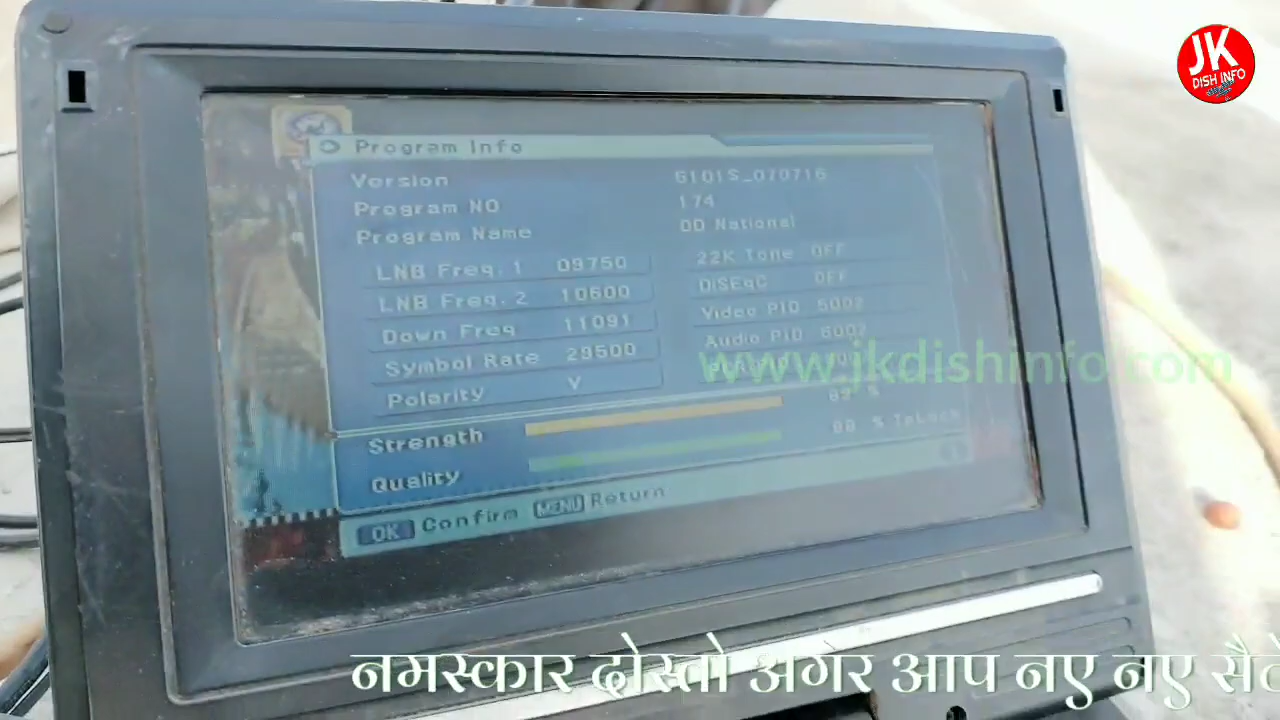 JK
DISH INFO
Program Info
Version 6101S_070716
Program NO 174
Program Name DD National
LNB Freq. 1 09750 22K Tone OFF
LNB Freq. 2 10600 DiSEqC OFF
Down Freq 11091 Video PID 5002
Symbol Rate 29500 Audio PID 6002
Polarity V
www.jkdishinfo.com
Strength %
Quality %
OK Confirm MENU Return
नमस्कार दोस्तो अगर आप नए नए